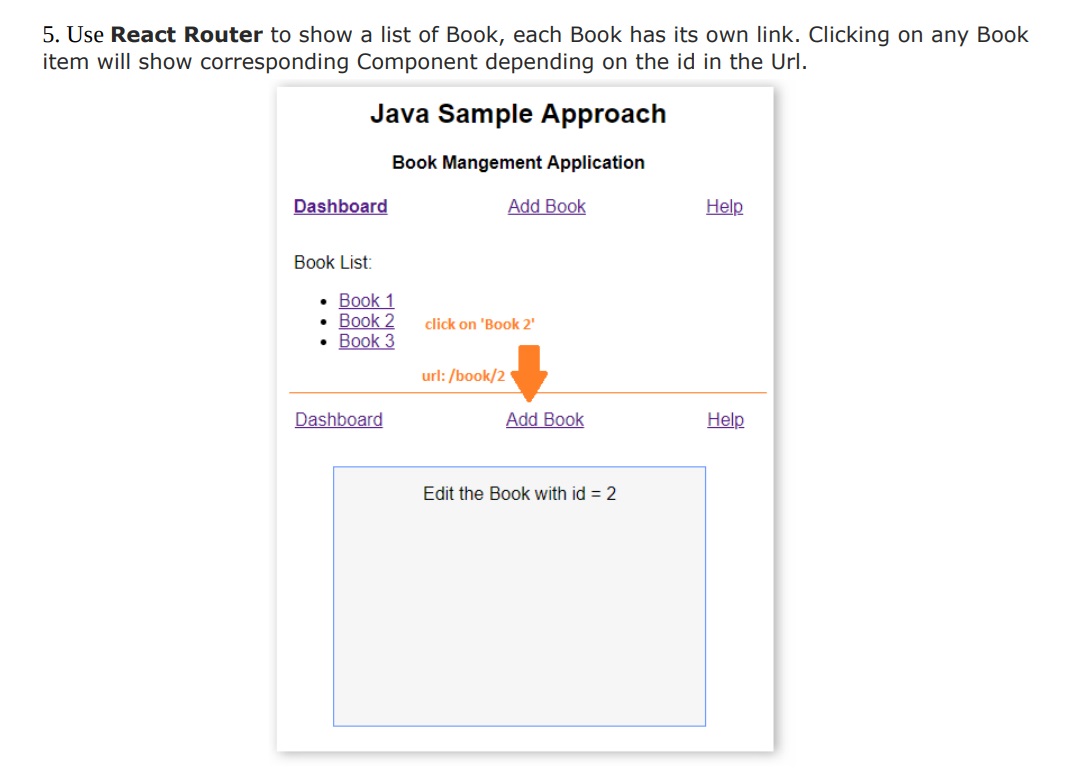 5. Use React Router to show a list of Book, each Book has its own link. Clicking on any Book
item will show corresponding Component depending on the id in the Url.
Java Sample Approach
Book Mangement Application
Dashboard Add Book Help
Book List:
• Book 1
• Book 2 click on 'Book 2'
• Book 3
url: /book/2
Dashboard Add Book Help
Edit the Book with id = 2